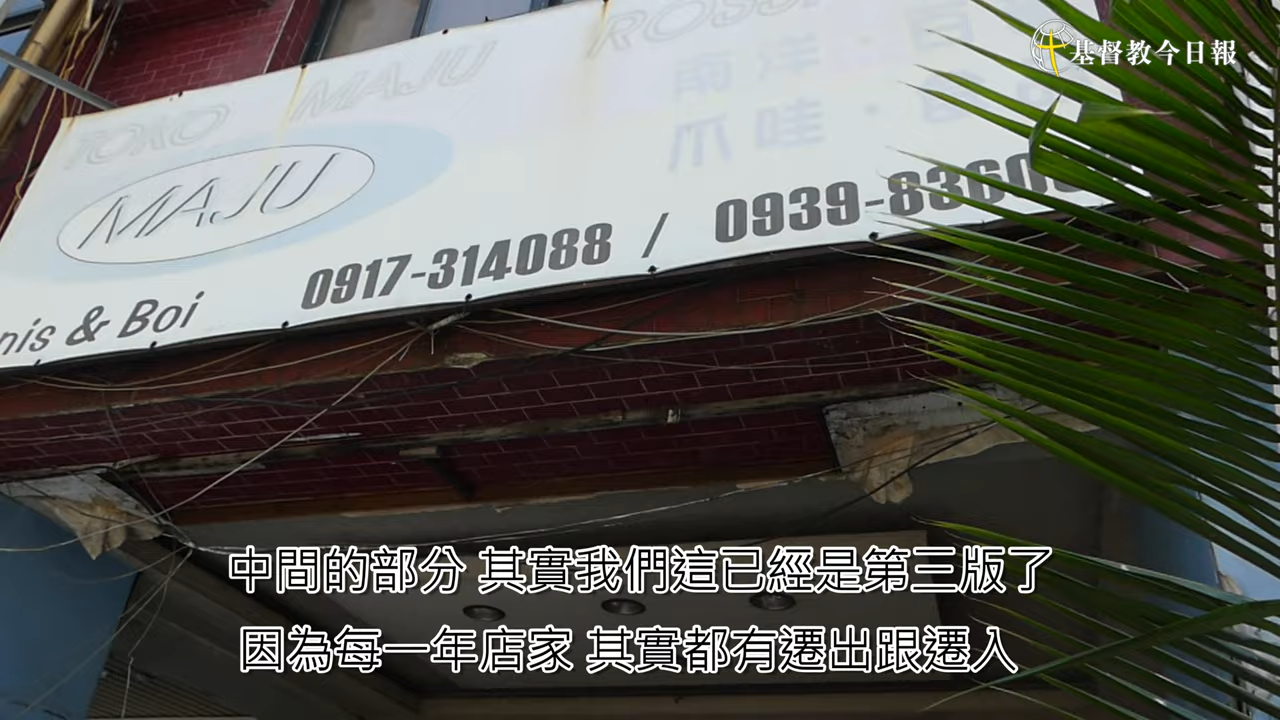 基督教今日報
TOKO MAJU
南洋·百
爪哇·
MAJU
0917-314088 / 0939-8360
nis & Boi
中間的部分 其實我們這已經是第三版了
因為每一年店家 其實都有遷出跟遷入